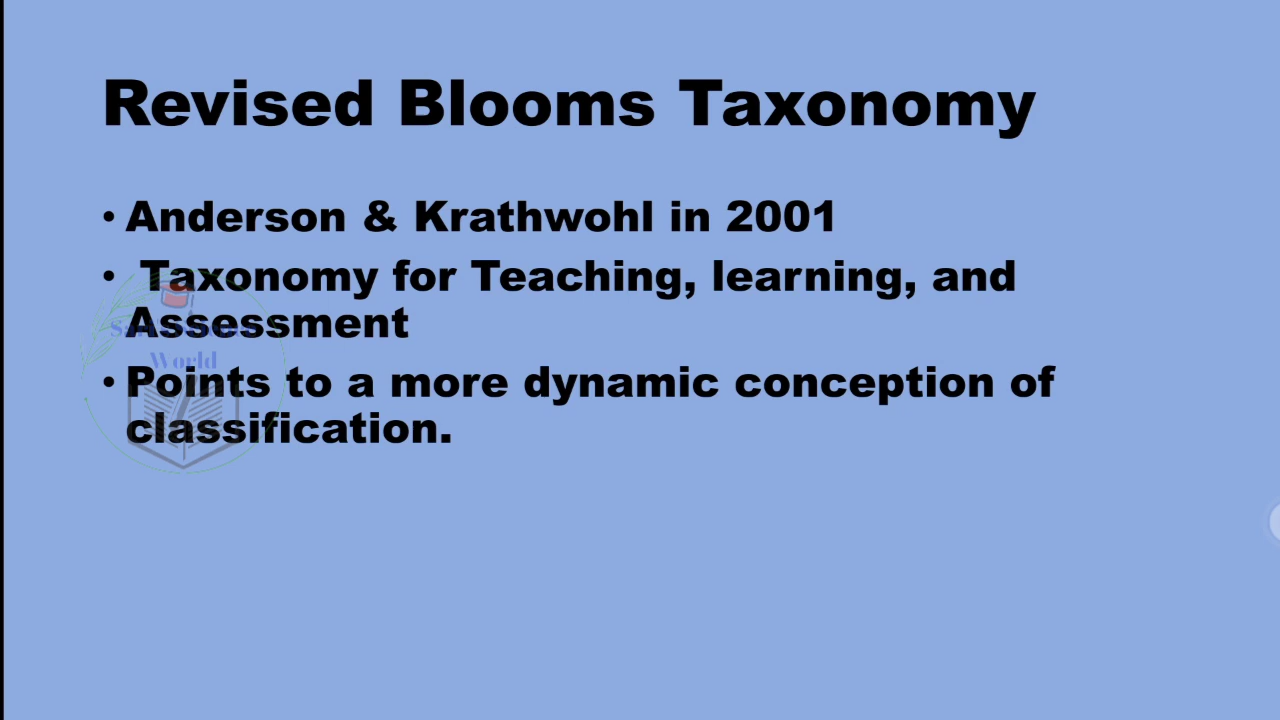 Revised Blooms Taxonomy
• Anderson & Krathwohl in 2001
• Taxonomy for Teaching, learning, and
Assessment
World
• Points to a more dynamic conception of
classification.